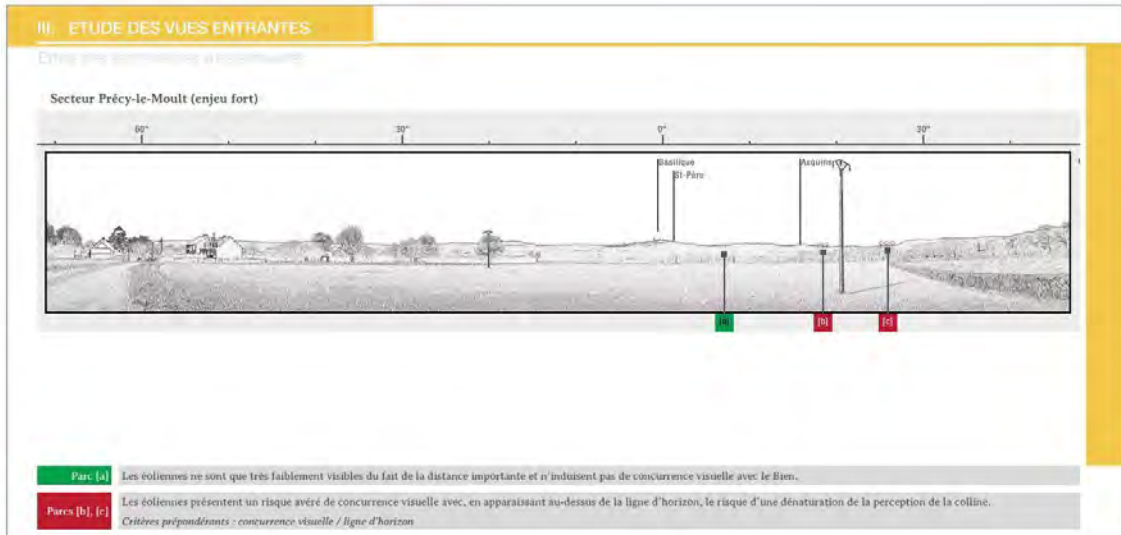 III. ETUDE DES VUES ENTRANTES
Secteur Précy-le-Moult (enjeu fort)
60° 30° 0° 30°
Basilique
St-Père
Asquins
[a] [b] [c]
Parc [a] Les éoliennes ne sont que très faiblement visibles du fait de la distance importante et n'induisent pas de concurrence visuelle avec le Bien.
Parcs [b], [c] Les éoliennes présentent un risque avéré de concurrence visuelle avec, en apparaissant au-dessus de la ligne d'horizon, le risque d'une dénaturation de la perception de la colline.
Critères prépondérants : concurrence visuelle / ligne d'horizon